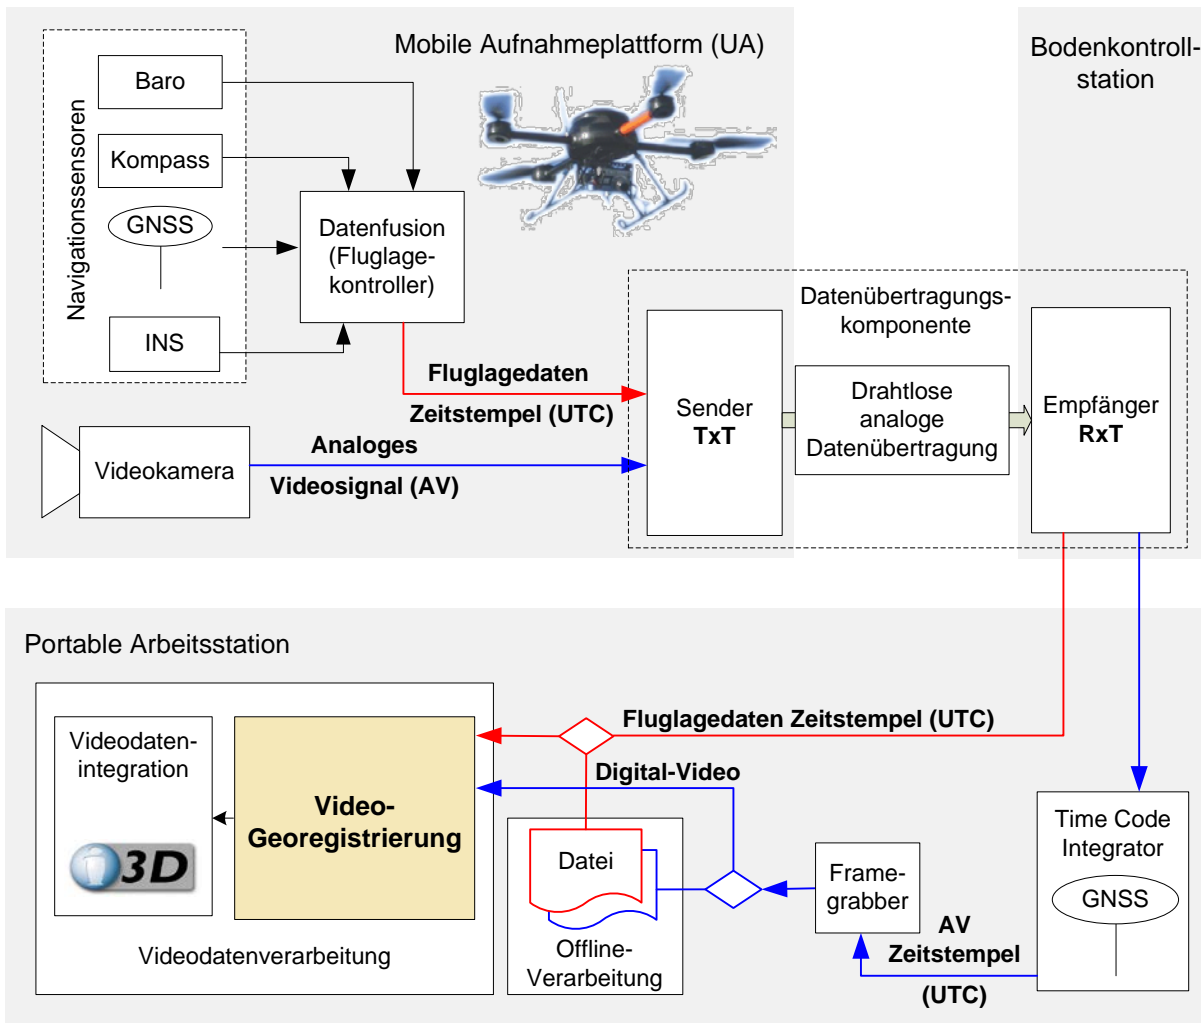 Mobile Aufnahmeplattform (UA)
Bodenkontroll-
station
Navigationssensoren
Baro
Kompass
GNSS
INS
Datenfusion
(Fluglage-
kontroller)
Fluglagedaten
Zeitstempel (UTC)
Videokamera
Analoges
Videosignal (AV)
Datenübertragungs-
komponente
Sender
TxT
Drahtlose
analoge
Datenübertragung
Empfänger
RxT
Portable Arbeitsstation
Videodaten-
integration
i3D
Video-
Georegistrierung
Videodatenverarbeitung
Fluglagedaten Zeitstempel (UTC)
Digital-Video
Datei
Offline-
Verarbeitung
Frame-
grabber
AV
Zeitstempel
(UTC)
Time Code
Integrator
GNSS